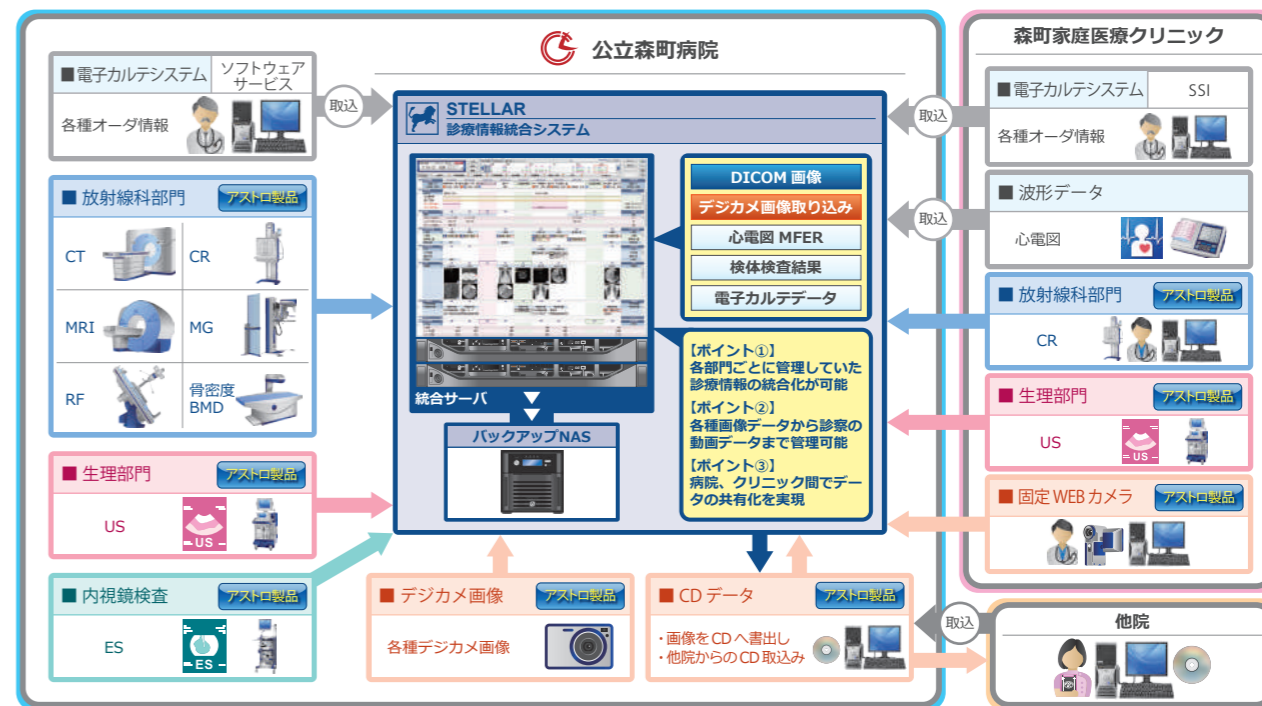 公立森町病院
■電子カルテシステム
ソフトウェア
サービス
各種オーダ情報
取込
■ 放射線科部門
アストロ製品
CT
CR
MRI
MG
RF
骨密度
BMD
■ 生理部門
アストロ製品
US
US
■ 内視鏡検査
アストロ製品
ES
ES
STELLAR
診療情報統合システム
統合サーバ
バックアップNAS
DICOM 画像
デジカメ画像取り込み
心電図 MFER
検体検査結果
電子カルテデータ
【ポイント①】
各部門ごとに管理していた
診療情報の統合化が可能
【ポイント②】
各種画像データから診察の
動画データまで管理可能
【ポイント③】
病院、クリニック間でデー
タの共有化を実現
■ デジカメ画像
アストロ製品
各種デジカメ画像
■ CD データ
アストロ製品
・画像をCDへ書出し
・他院からのCD取込み
森町家庭医療クリニック
■電子カルテシステム
SSI
各種オーダ情報
取込
■ 波形データ
心電図
取込
■ 放射線科部門
アストロ製品
CR
■ 生理部門
アストロ製品
US
US
■ 固定WEBカメラ
アストロ製品
取込
他院